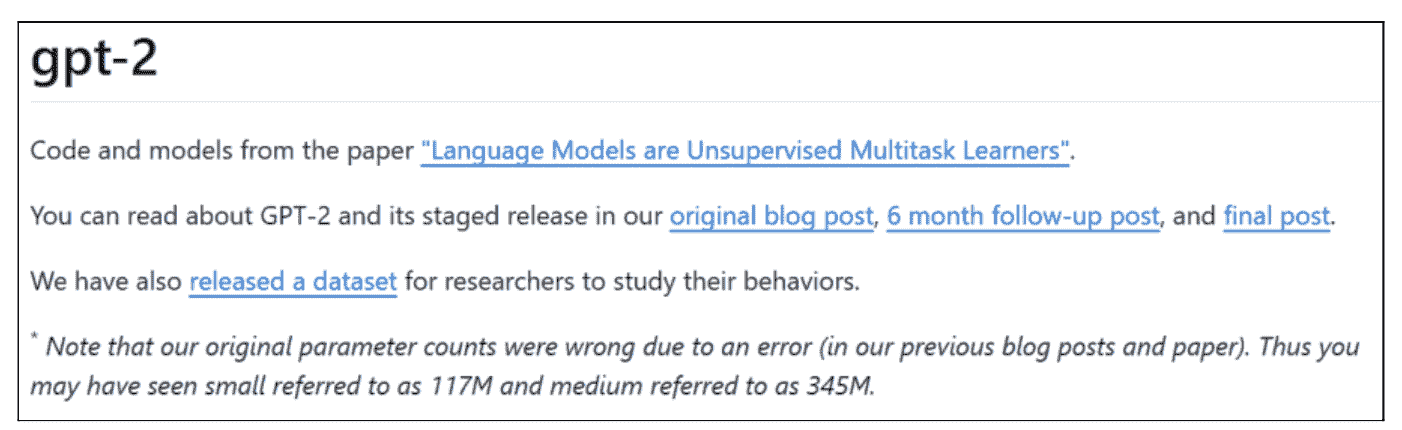 gpt-2
Code and models from the paper "Language Models are Unsupervised Multitask Learners".
You can read about GPT-2 and its staged release in our original blog post, 6 month follow-up post, and final post.
We have also released a dataset for researchers to study their behaviors.
* Note that our original parameter counts were wrong due to an error (in our previous blog posts and paper). Thus you
may have seen small referred to as 117M and medium referred to as 345M.